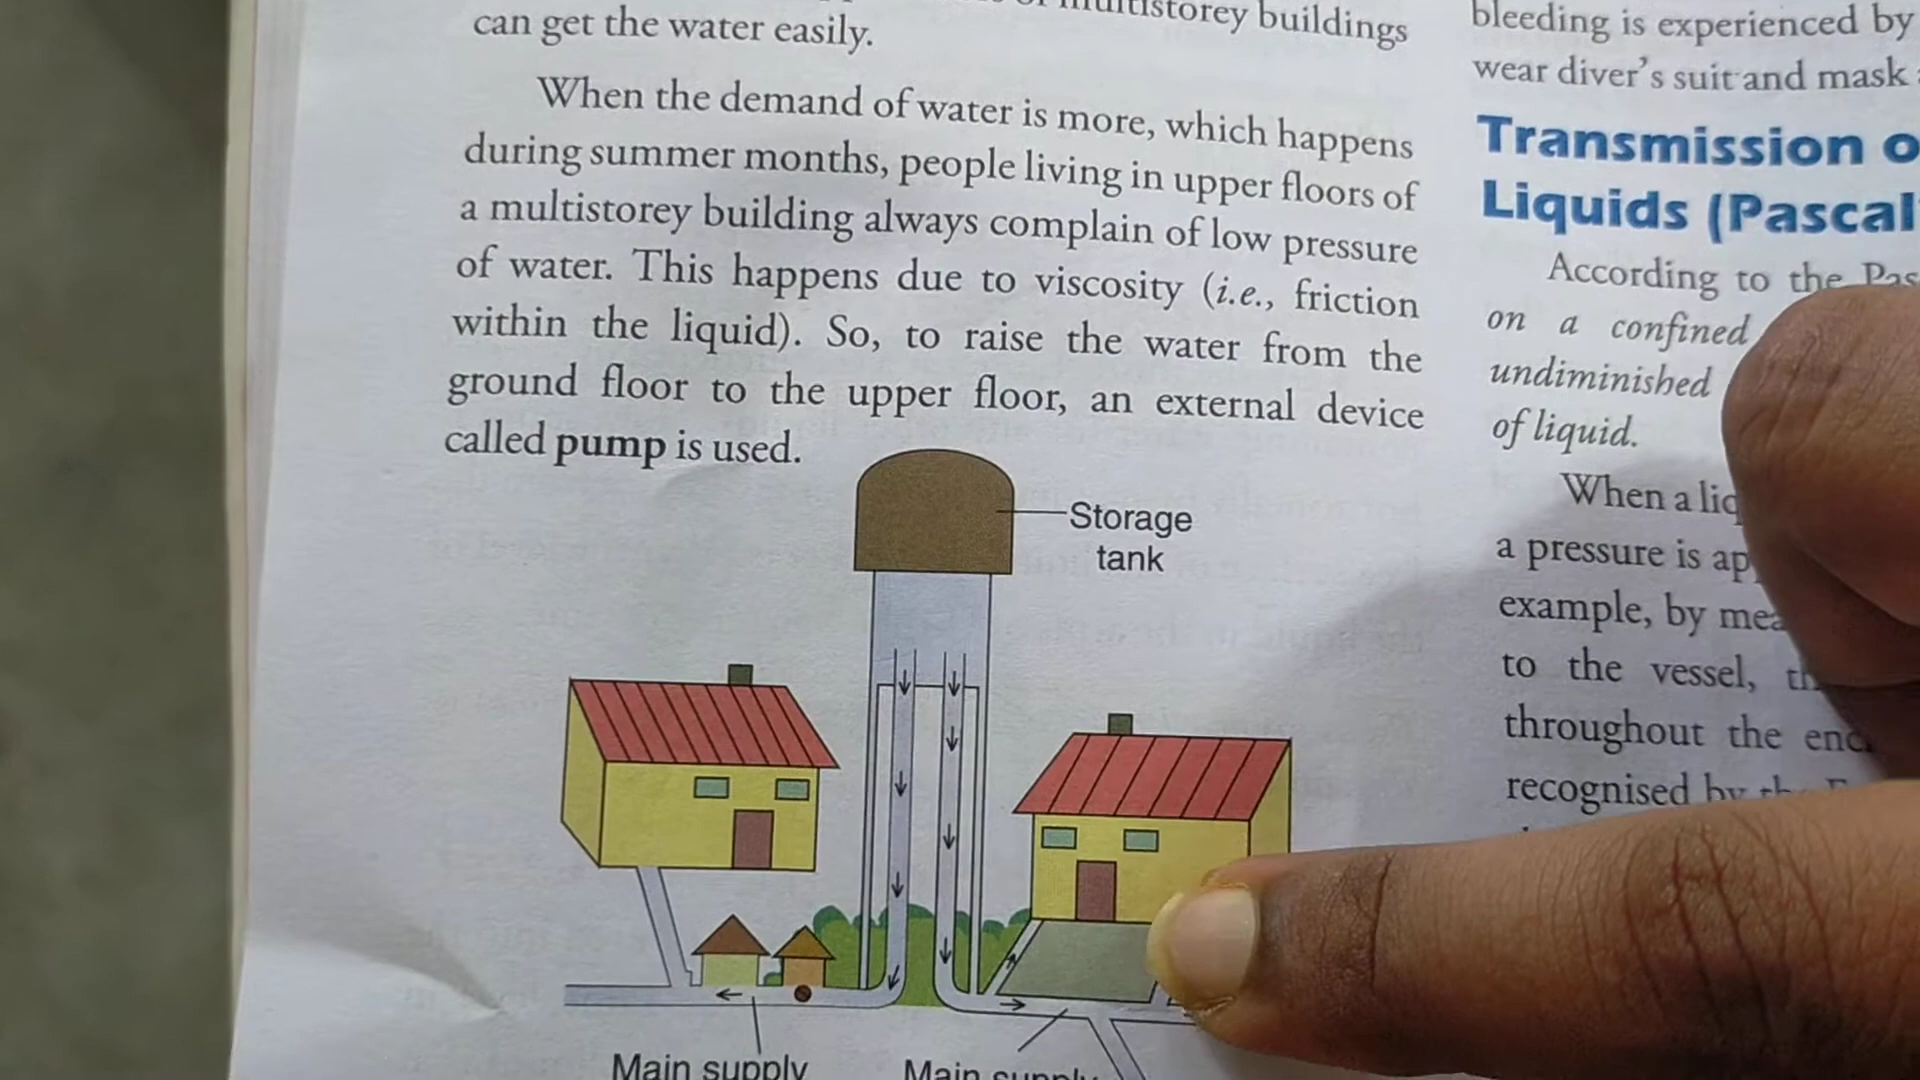 multistorey buildings
can get the water easily.
When the demand of water is more, which happens
during summer months, people living in upper floors of
a multistorey building always complain of low pressure
of water. This happens due to viscosity (i.e., friction
within the liquid). So, to raise the water from the
ground floor to the upper floor, an external device
called pump is used.
Storage
tank
Main supply
Main supply
bleeding is experienced by
wear diver's suit and mask
Transmission o
Liquids (Pascal'
According to the Pas
on a confined
undiminished
of liquid.
When a liq
a pressure is ap
example, by mea
to the vessel, th
throughout the enc
recognised by th